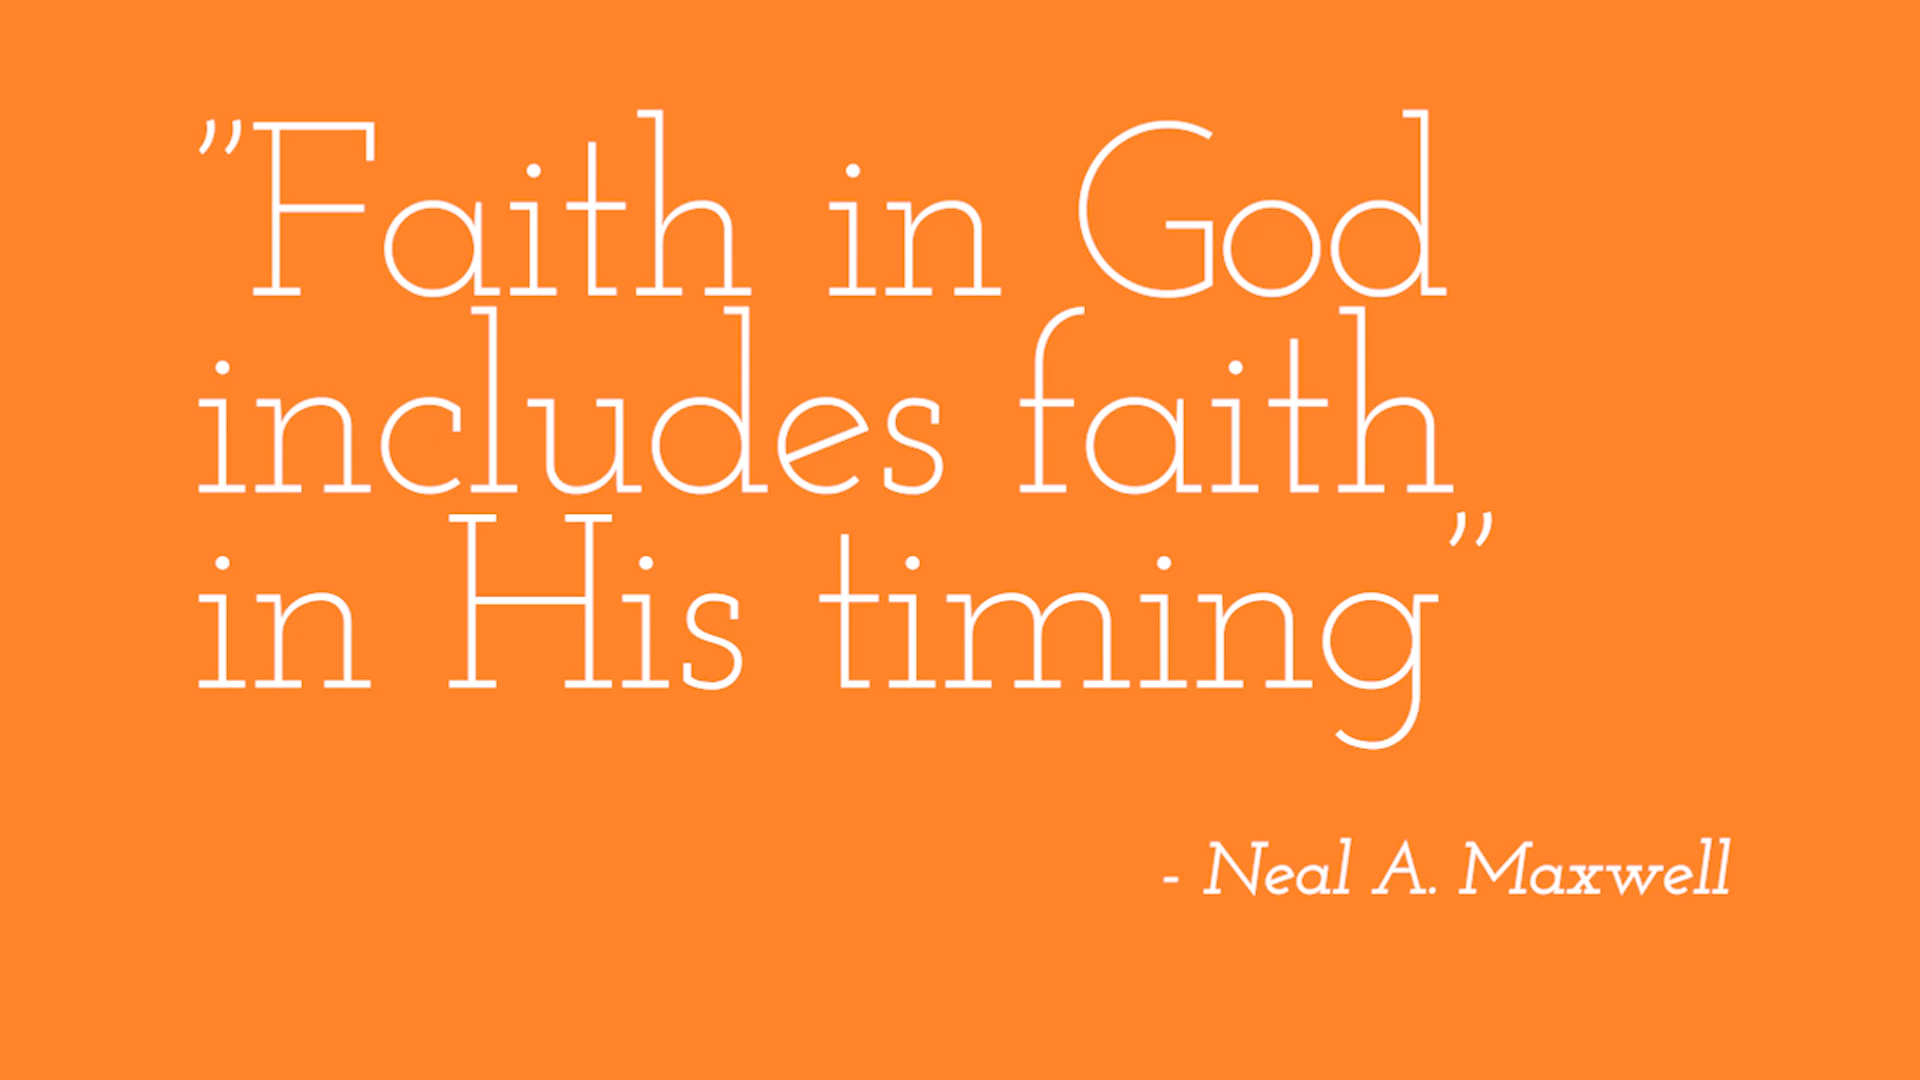 ”Faith in God
includes faith
in His timing”
- Neal A. Maxwell